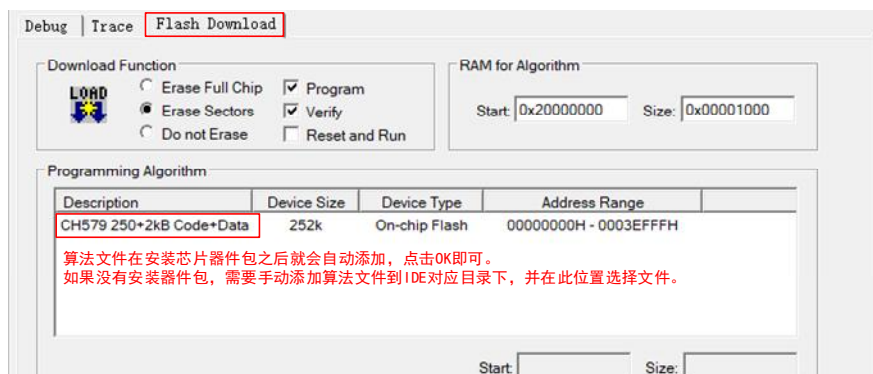 Debug Trace Flash Download
Download Function
LOAD
Erase Full Chip
Program
Erase Sectors
Verify
Do not Erase
Reset and Run
RAM for Algorithm
Start: 0x20000000 Size: 0x00001000
Programming Algorithm
Description Device Size Device Type Address Range
CH579 250+2kB Code+Data 252k On-chip Flash 00000000H - 0003EFFFH
算法文件在安装芯片器件包之后就会自动添加，点击OK即可。
如果没有安装器件包，需要手动添加算法文件到IDE对应目录下，并在此位置选择文件。
Start: Size: